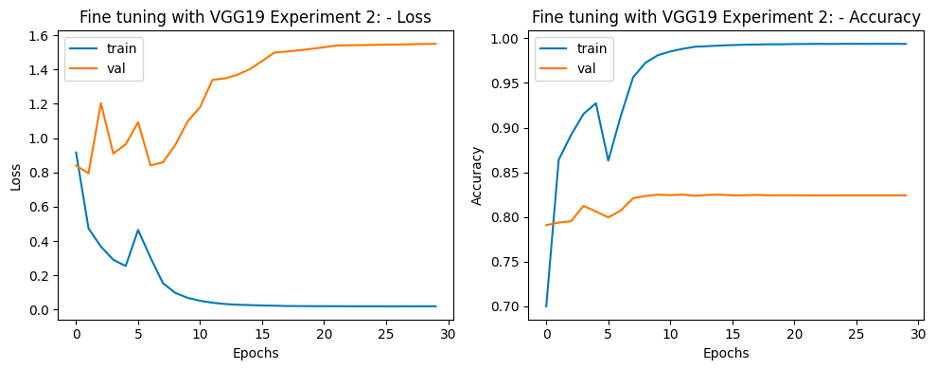 Fine tuning with VGG19 Experiment 2: - Loss
train
val
Loss
1.6
1.4
1.2
1.0
0.8
0.6
0.4
0.2
0.0
0 5 10 15 20 25 30
Epochs
Fine tuning with VGG19 Experiment 2: - Accuracy
train
val
Accuracy
1.00
0.95
0.90
0.85
0.80
0.75
0.70
0 5 10 15 20 25 30
Epochs